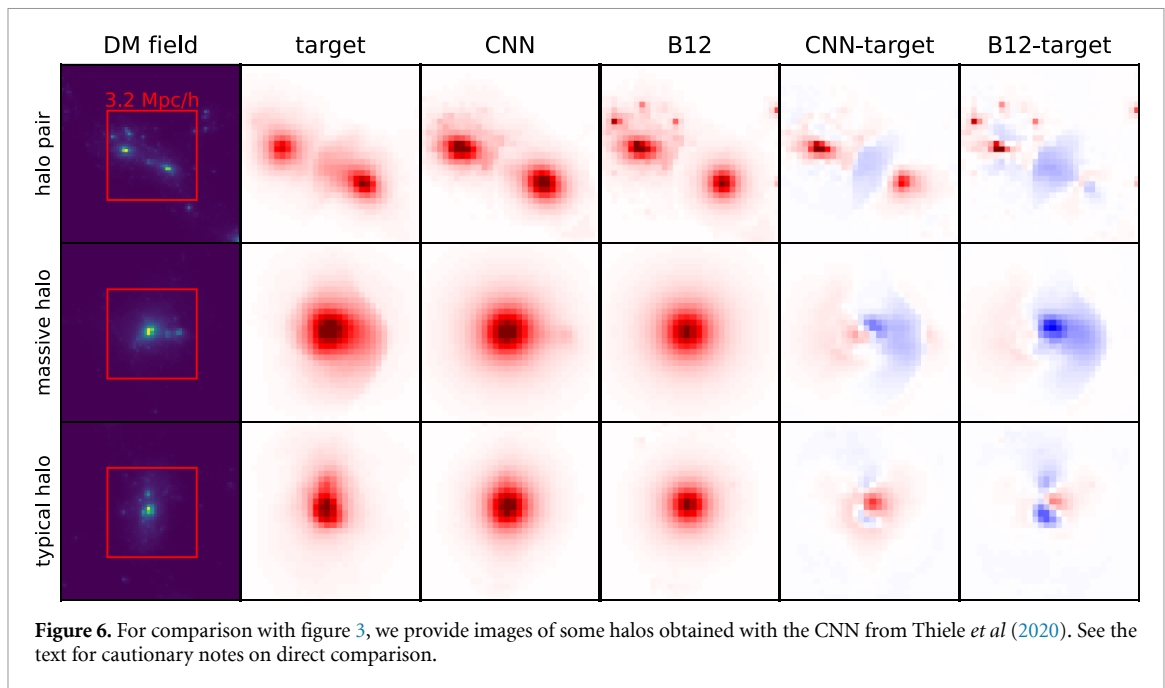 DM field target CNN B12 CNN-target B12-target
halo pair
3.2 Mpc/h
massive halo
typical halo
Figure 6. For comparison with figure 3, we provide images of some halos obtained with the CNN from Thiele et al (2020). See the
text for cautionary notes on direct comparison.